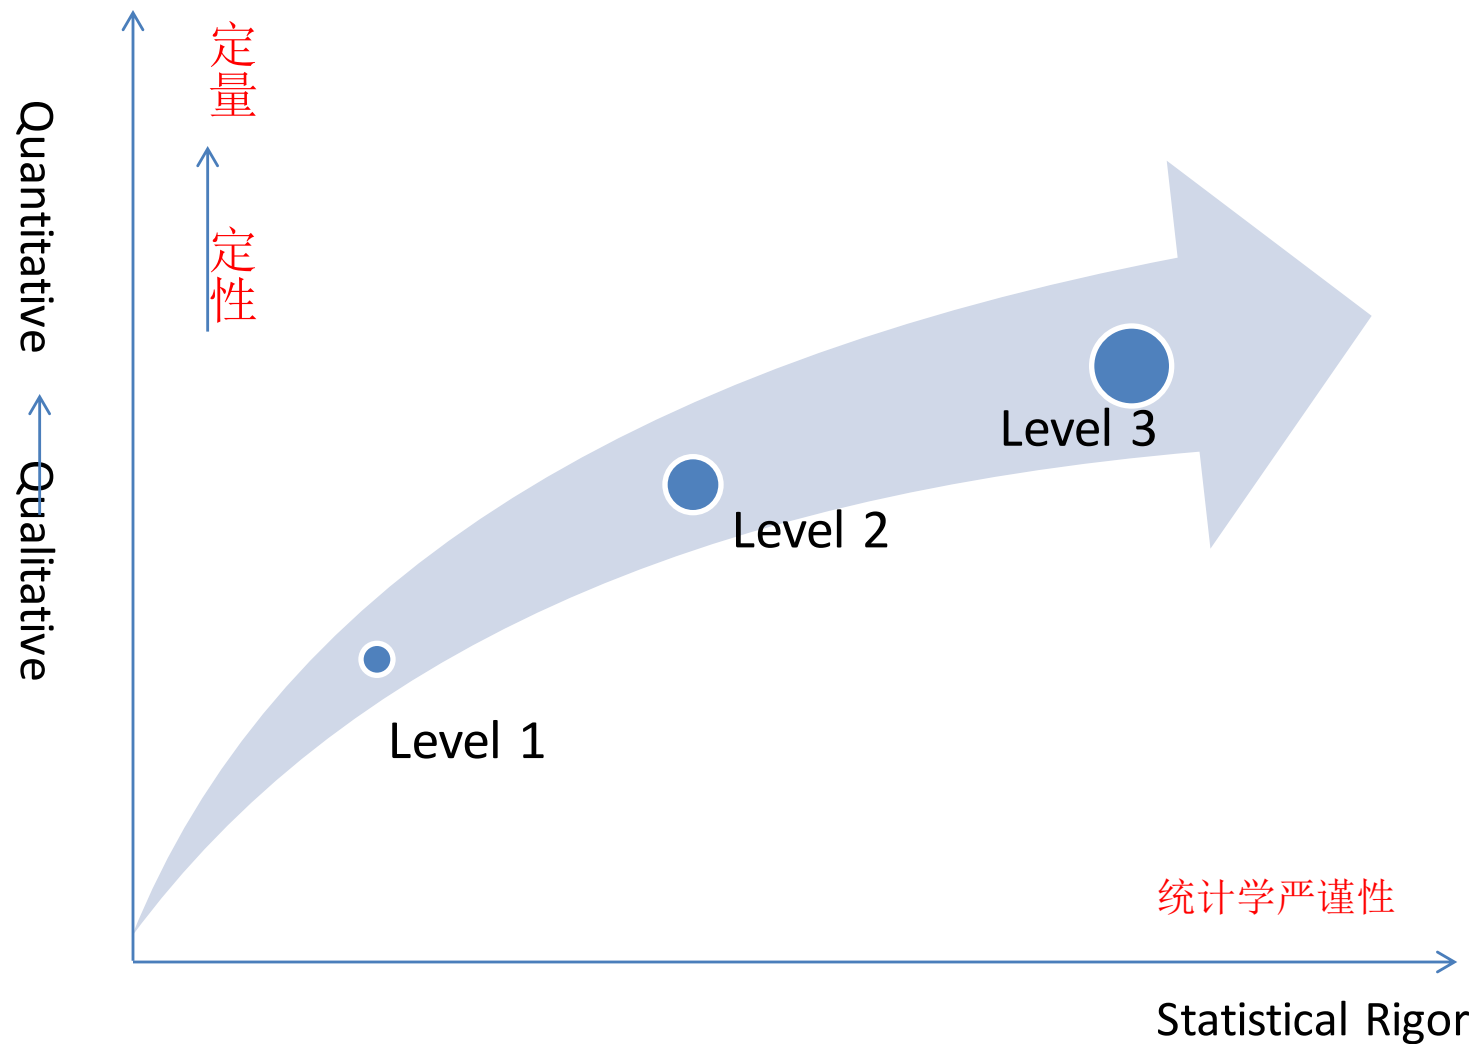 定量
定性
Quantitative
Qualitative
Level 3
Level 2
Level 1
统计学严谨性
Statistical Rigor